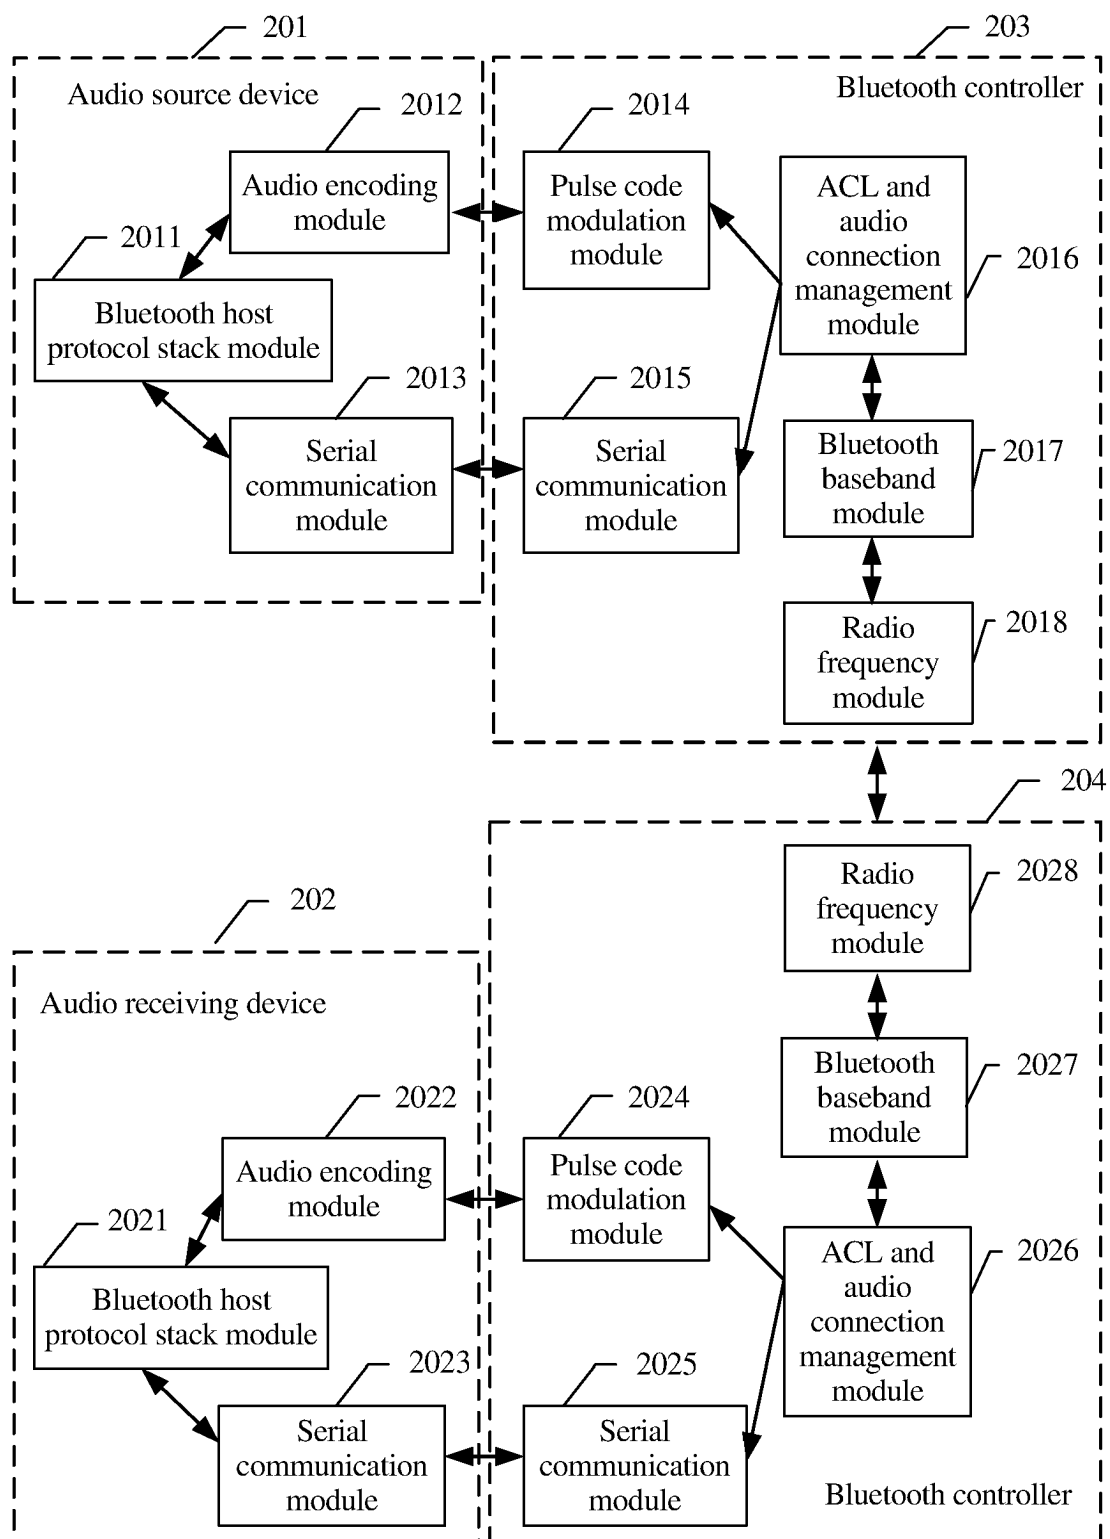 201
203
Audio source device
Bluetooth controller
2012
2014
Audio encoding
module
Pulse code
modulation
module
ACL and
audio
connection
management
module
2011
2016
Bluetooth host
protocol stack module
2013
2015
Serial
communication
module
Serial
communication
module
Bluetooth
baseband
module
2017
Radio
frequency
module
2018
204
Radio
frequency
module
2028
202
Audio receiving device
Bluetooth
baseband
module
2027
2022
2024
Audio encoding
module
Pulse code
modulation
module
2021
ACL and
audio
connection
management
module
2026
Bluetooth host
protocol stack module
2023
2025
Serial
communication
module
Serial
communication
module
Bluetooth controller